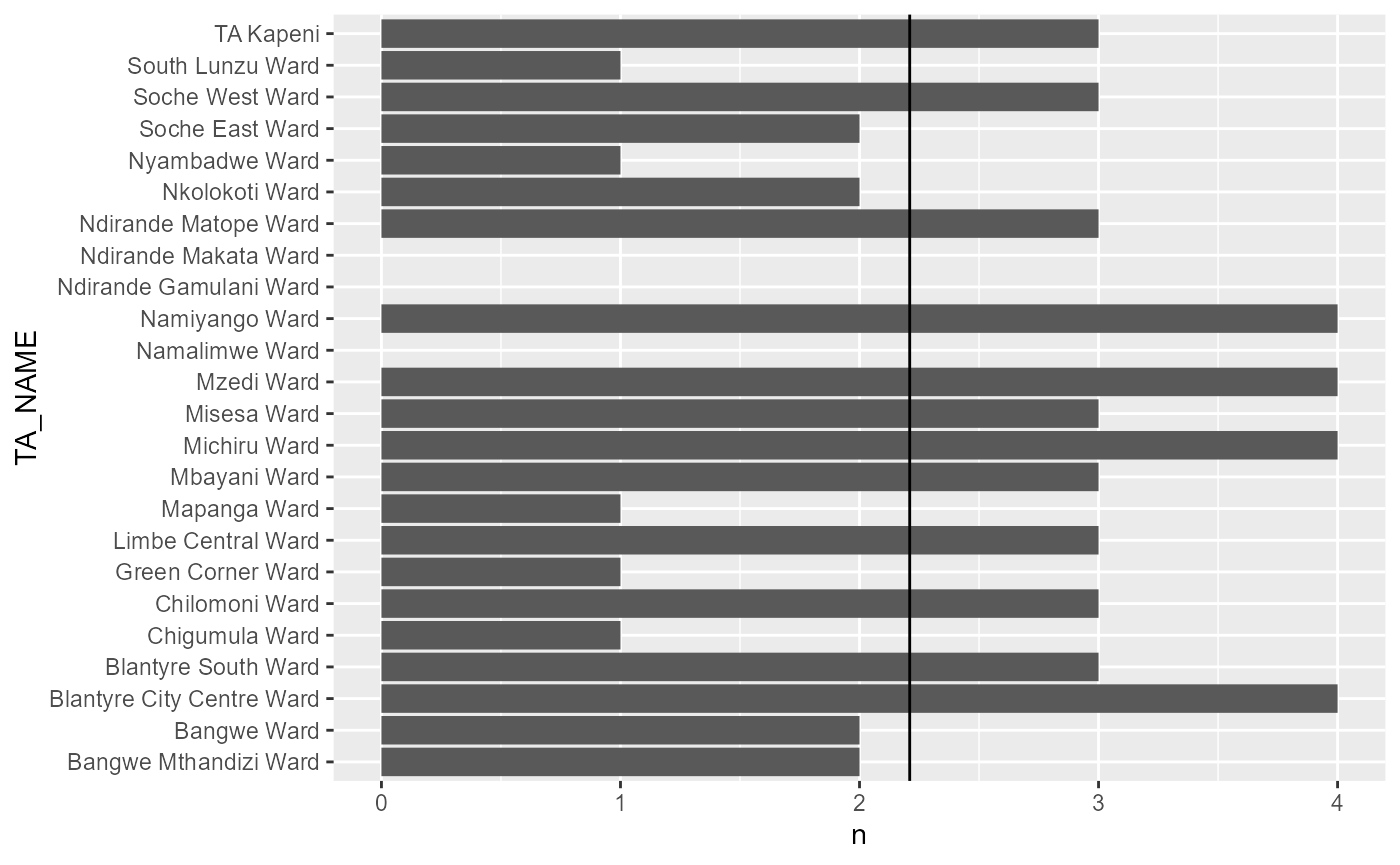 TA Kapeni
South Lunzu Ward
Soche West Ward
Soche East Ward
Nyambadwe Ward
Nkolokoti Ward
Ndirande Matope Ward
Ndirande Makata Ward
Ndirande Gamulani Ward
Namiyango Ward
Namalimwe Ward
Mzedi Ward
Misesa Ward
Michiru Ward
Mbayani Ward
Mapanga Ward
Limbe Central Ward
Green Corner Ward
Chilomoni Ward
Chigumula Ward
Blantyre South Ward
Blantyre City Centre Ward
Bangwe Ward
Bangwe Mthandizi Ward
TA_NAME
0 1 2 3 4
n